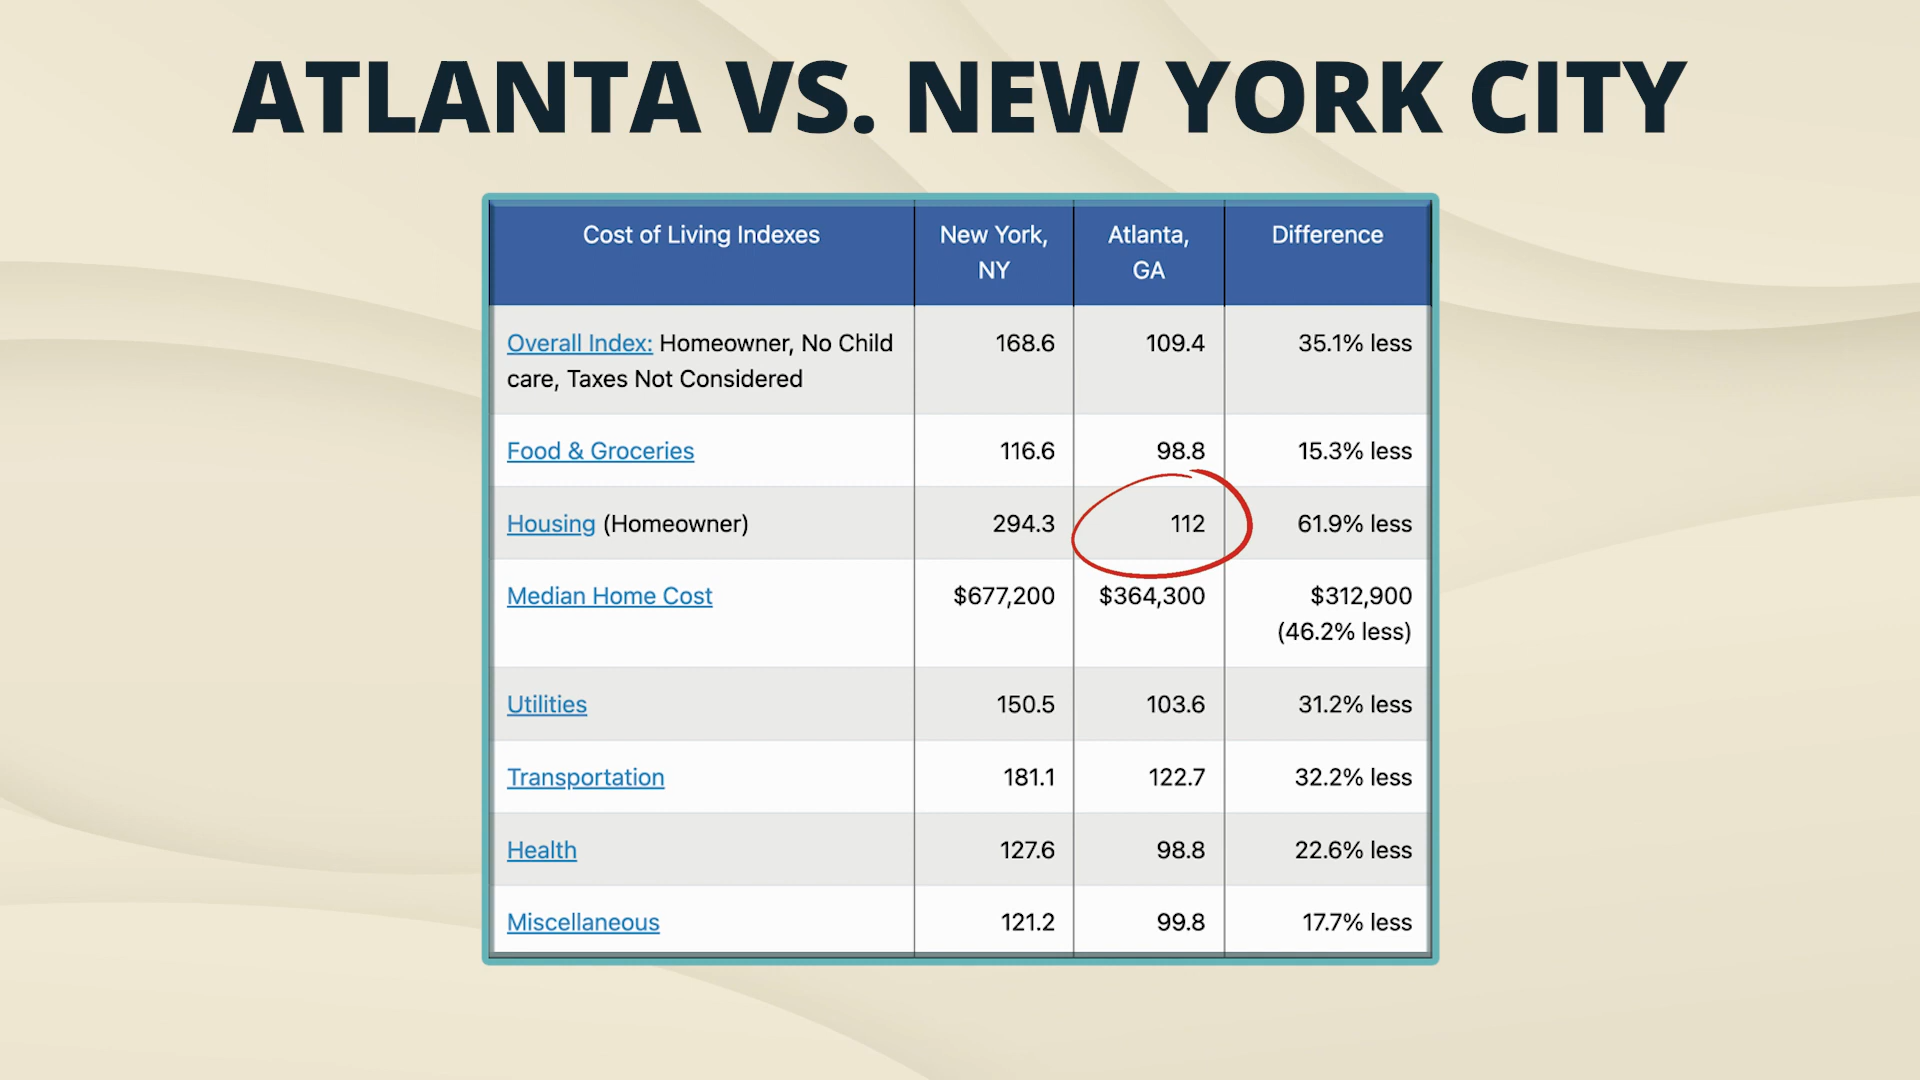 ATLANTA VS. NEW YORK CITY
Cost of Living Indexes New York, NY Atlanta, GA Difference
Overall Index: Homeowner, No Child care, Taxes Not Considered 168.6 109.4 35.1% less
Food & Groceries 116.6 98.8 15.3% less
Housing (Homeowner) 294.3 112 61.9% less
Median Home Cost $677,200 $364,300 $312,900 (46.2% less)
Utilities 150.5 103.6 31.2% less
Transportation 181.1 122.7 32.2% less
Health 127.6 98.8 22.6% less
Miscellaneous 121.2 99.8 17.7% less